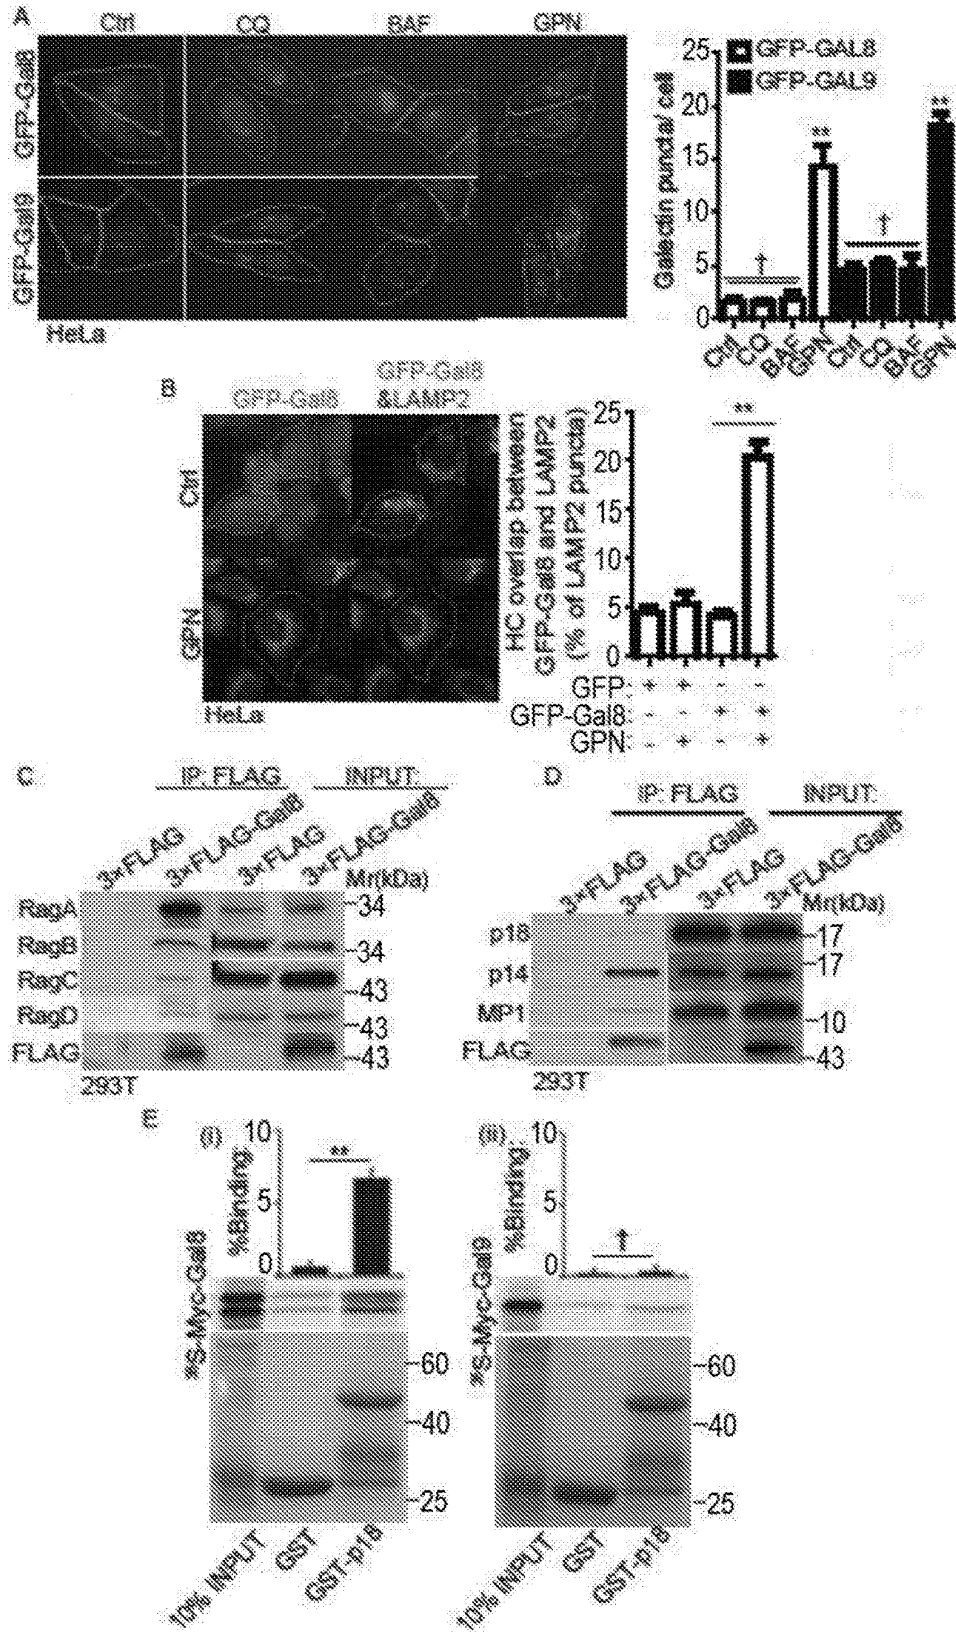 A
Ctrl CQ BAF GPN
GFP-Gal8
GFP-Gal9
HeLa
Galectin puncta/ cell
25
20
15
10
5
0
GFP-GAL8
GFP-GAL9
** **
† †
Ctrl CQ BAF GPN Ctrl CQ BAF GPN
B
GFP-Gal8
GFP-Gal8
&LAMP2
Ctrl
GPN
HeLa
HC overlap between
GFP-Gal8 and LAMP2
(% of LAMP2 puncta)
25
20
15
10
5
0
**
GFP: + + - -
GFP-Gal8: - - + +
GPN: - + - +
C
IP: FLAG INPUT:
3×FLAG 3×FLAG-Gal8 3×FLAG 3×FLAG-Gal8
Mr(kDa)
RagA -34
RagB -34
RagC -43
RagD -43
FLAG -43
293T
D
IP: FLAG INPUT:
3×FLAG 3×FLAG-Gal8 3×FLAG 3×FLAG-Gal8
Mr(kDa)
p18 -17
p14 -17
MP1 -10
FLAG -43
293T
E
(i)
%Binding:
10
5
0
**
³⁵S-Myc-Gal8
-60
-40
-25
10% INPUT GST GST-p18
(ii)
%Binding:
10
5
0
†
³⁵S-Myc-Gal9
-60
-40
-25
10% INPUT GST GST-p18